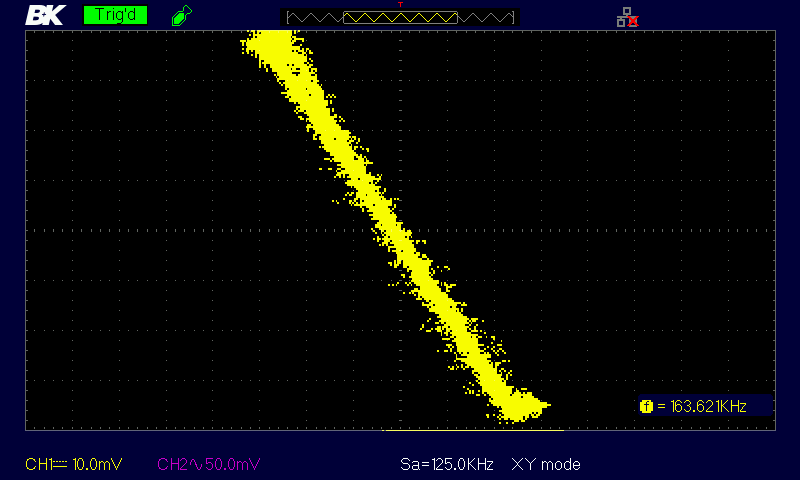 BK Trig'd
T
f = 163.621KHz
CH1 10.0mV CH2 50.0mV Sa=125.0KHz XY mode